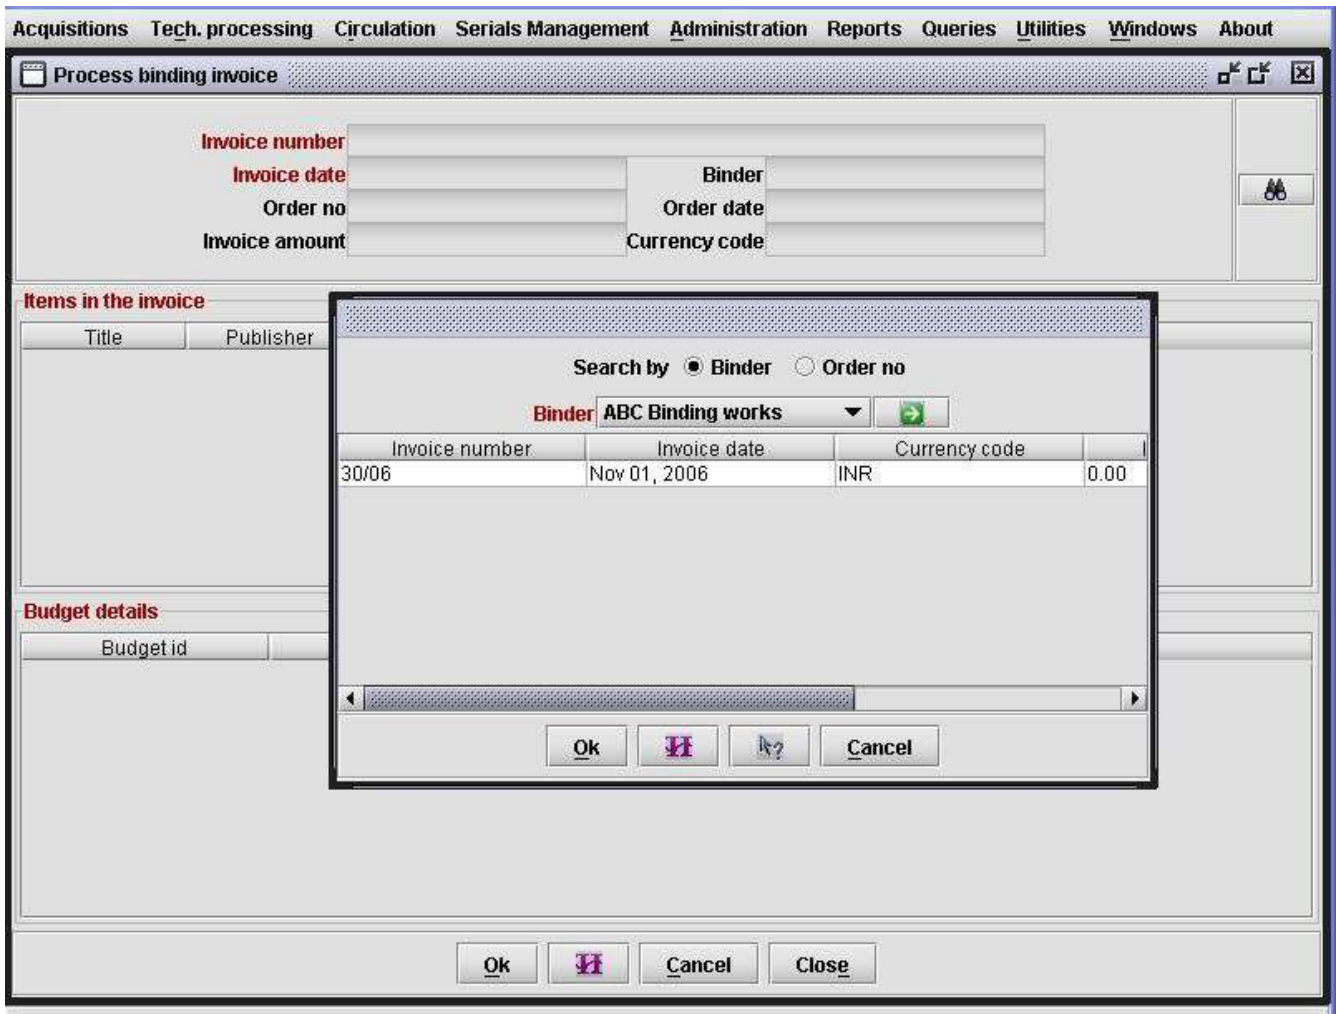 Acquisitions Tech. processing Circulation Serials Management Administration Reports Queries Utilities Windows About
Process binding invoice
Invoice number
Invoice date Binder
Order no Order date
Invoice amount Currency code
Items in the invoice
Title Publisher
Search by Binder Order no
Binder ABC Binding works
Invoice number Invoice date Currency code
30/06 Nov 01, 2006 INR 0.00
Budget details
Budget id
Ok Cancel
Ok Cancel Close